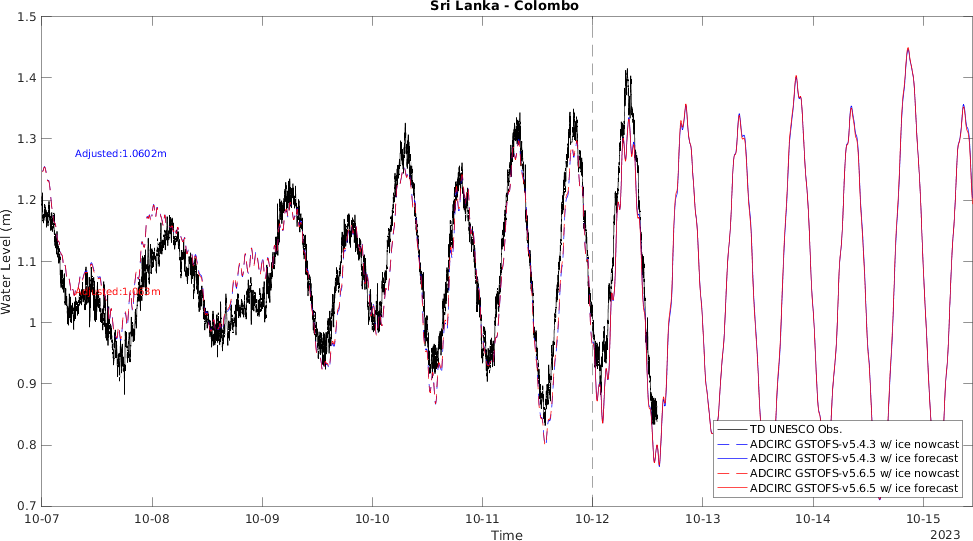 Sri Lanka - Colombo
1.5
1.4
1.3
1.2
1.1
1
0.9
0.8
0.7
Water Level (m)
Adjusted:1.0602m
TD UNESCO Obs.
ADCIRC GSTOFS-v5.4.3 w/ ice nowcast
ADCIRC GSTOFS-v5.4.3 w/ ice forecast
ADCIRC GSTOFS-v5.6.5 w/ ice nowcast
ADCIRC GSTOFS-v5.6.5 w/ ice forecast
10-07 10-08 10-09 10-10 10-11 10-12 10-13 10-14 10-15
Time
2023